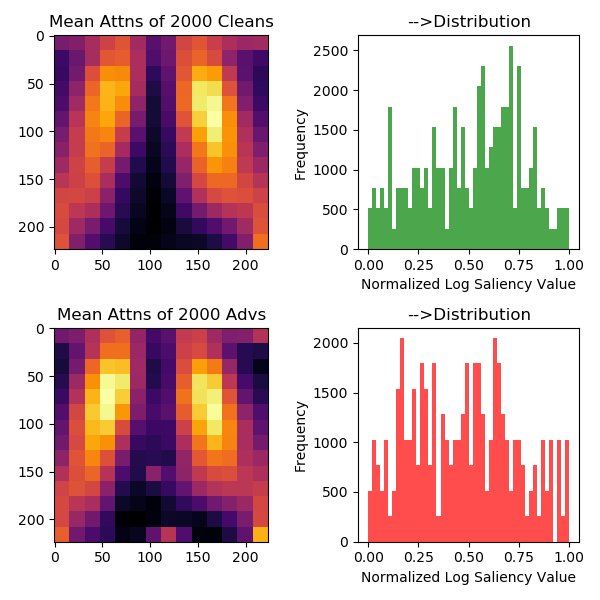 Mean Attns of 2000 Cleans
0
50
100
150
200
0 50 100 150 200
-->Distribution
Frequency
2500
2000
1500
1000
500
0
0.00 0.25 0.50 0.75 1.00
Normalized Log Saliency Value
Mean Attns of 2000 Advs
0
50
100
150
200
0 50 100 150 200
-->Distribution
Frequency
2000
1500
1000
500
0
0.00 0.25 0.50 0.75 1.00
Normalized Log Saliency Value